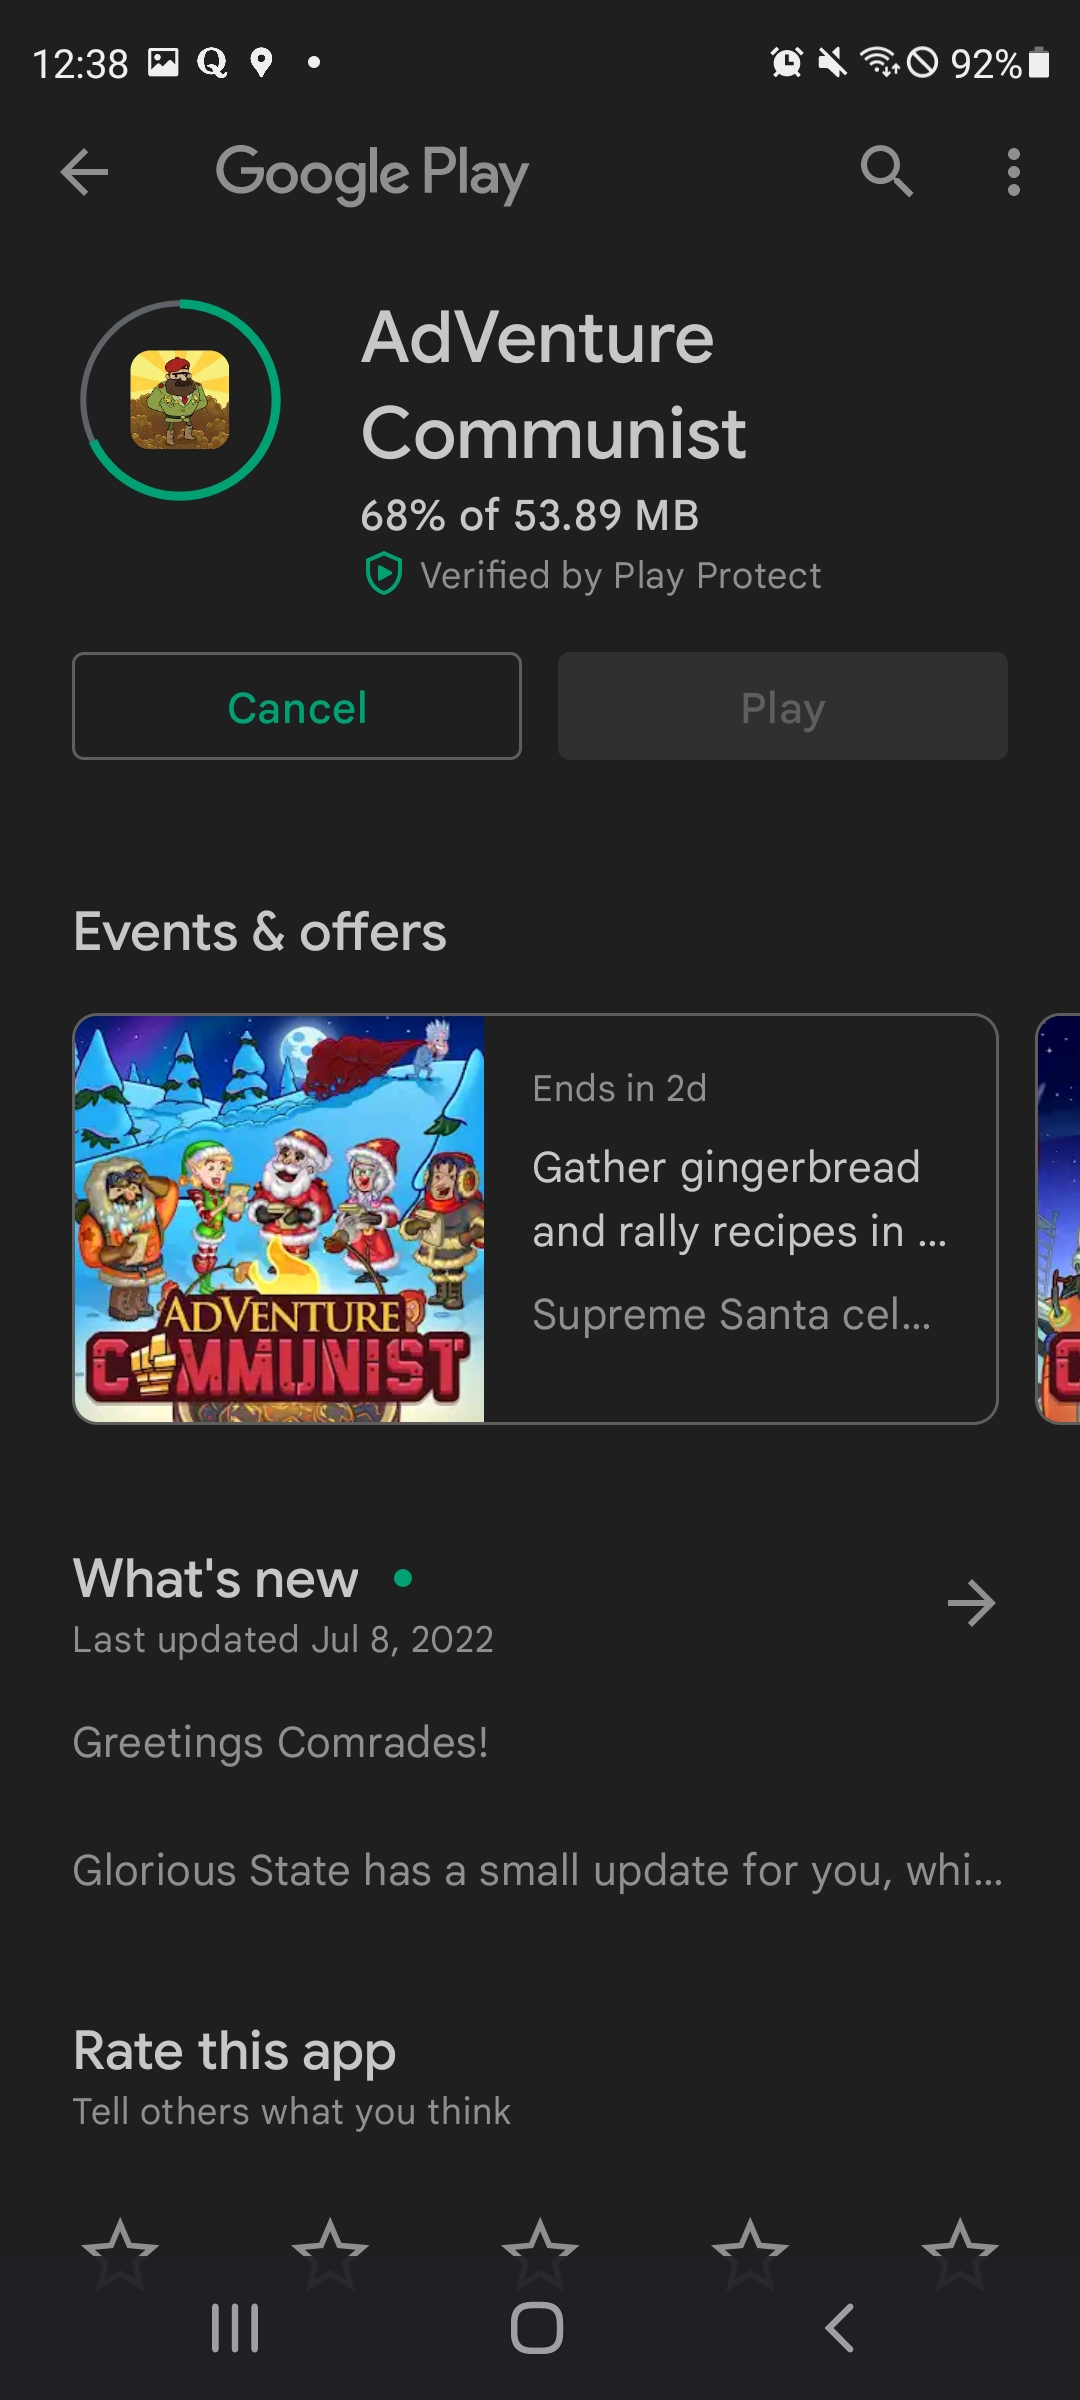 12:38
92%
Google Play
AdVenture
Communist
68% of 53.89 MB
Verified by Play Protect
Cancel
Play
Events & offers
Ends in 2d
Gather gingerbread
and rally recipes in ...
Supreme Santa cel...
ADVENTURE
COMMUNIST
What's new
Last updated Jul 8, 2022
Greetings Comrades!
Glorious State has a small update for you, whi...
Rate this app
Tell others what you think